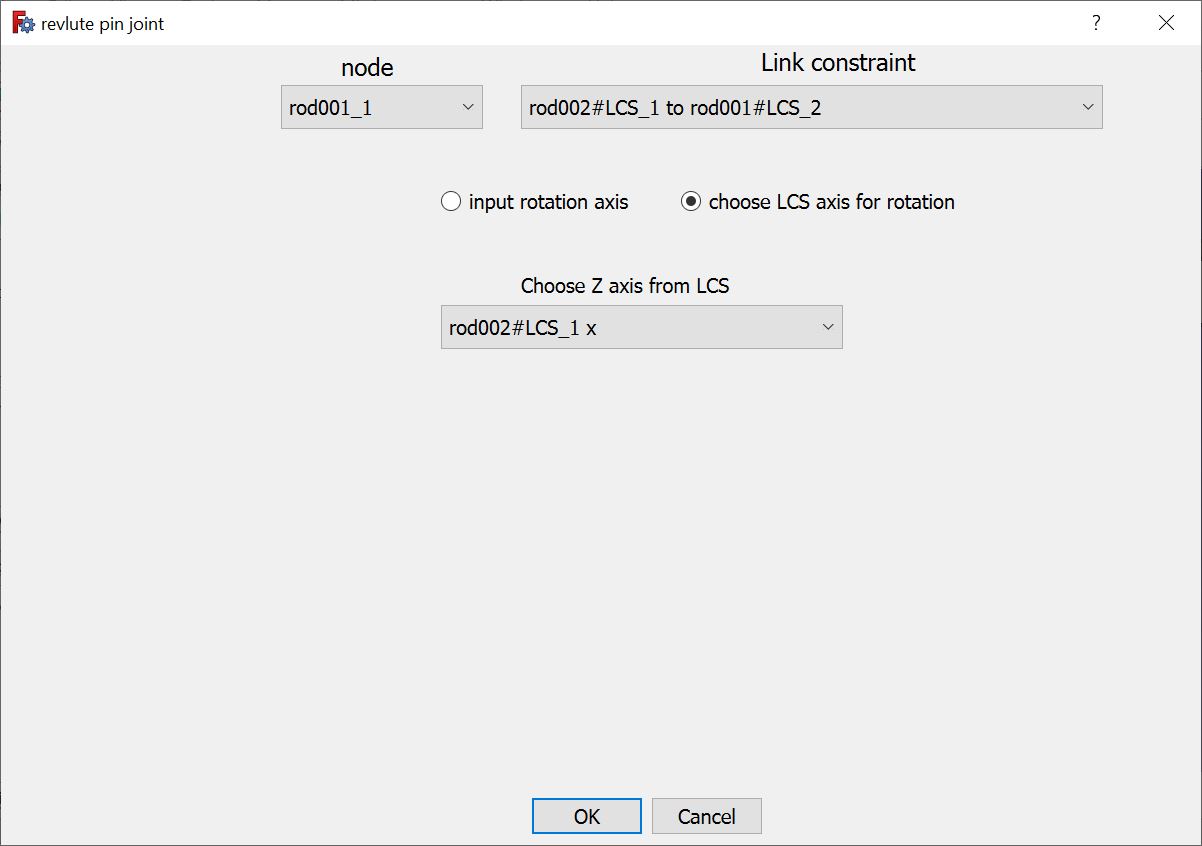 revlute pin joint
?
node
Link constraint
rod001_1
rod002#LCS_1 to rod001#LCS_2
input rotation axis
choose LCS axis for rotation
Choose Z axis from LCS
rod002#LCS_1 x
OK
Cancel